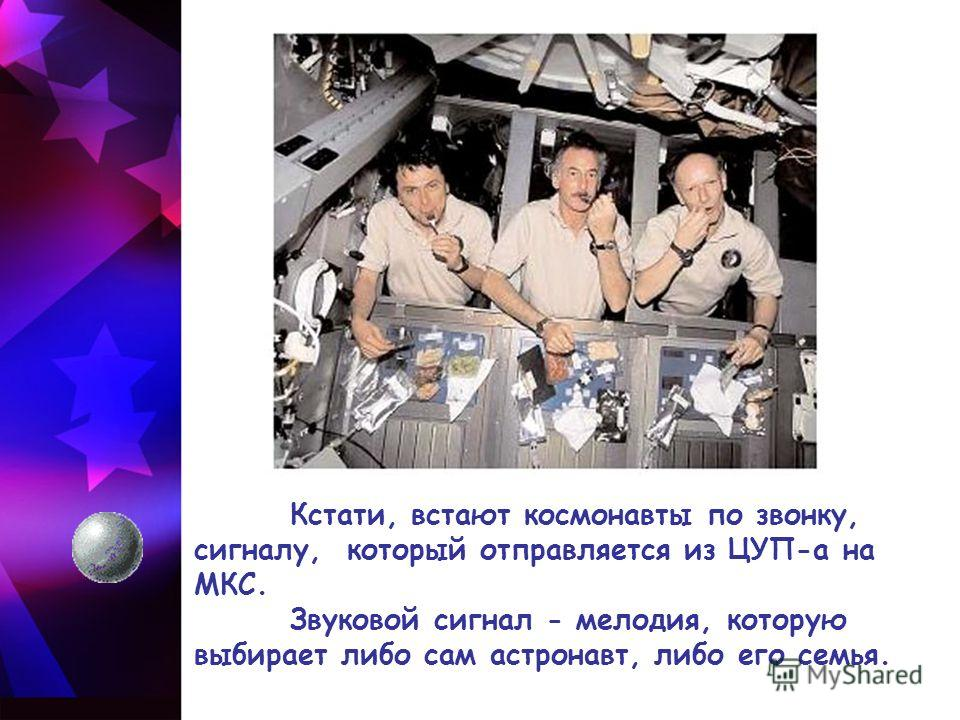 Кстати, встают космонавты по звонку,
сигналу, который отправляется из ЦУП-а на
МКС.
Звуковой сигнал - мелодия, которую
выбирает либо сам астронавт, либо его семья.
MyShared